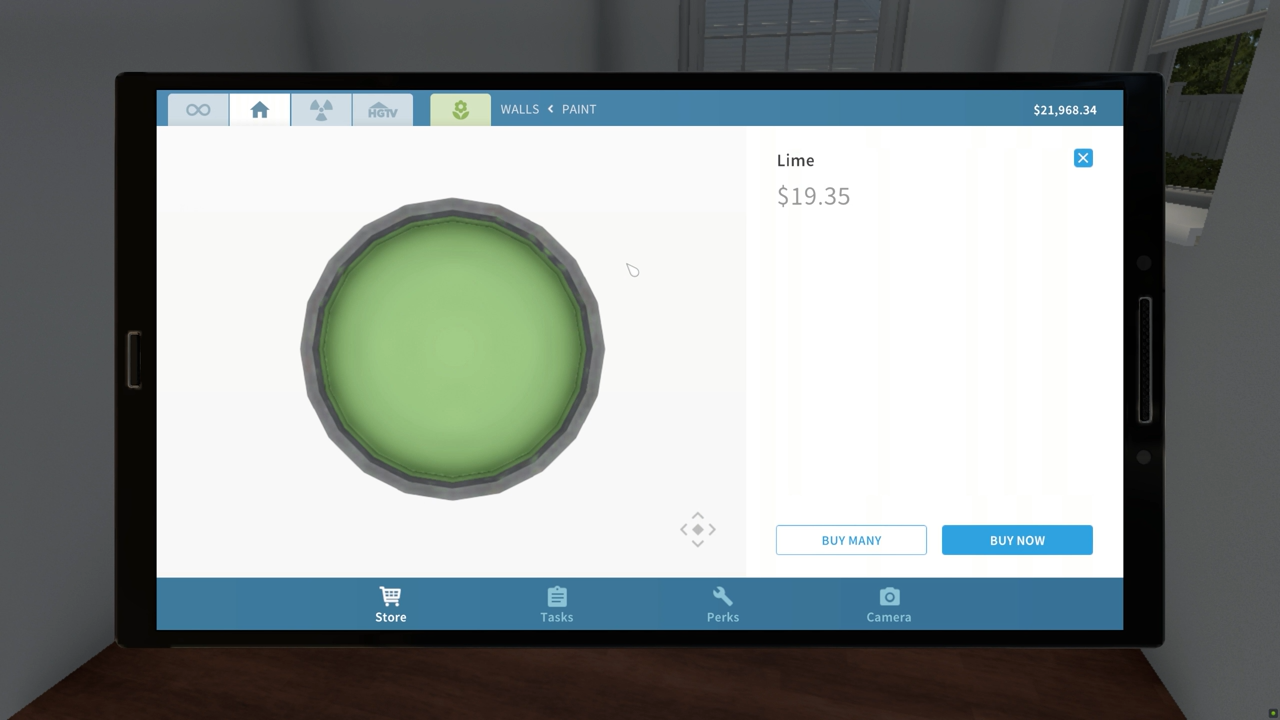 HGTV
WALLS < PAINT
$21,968.34
Lime
$19.35
BUY MANY
BUY NOW
Store
Tasks
Perks
Camera